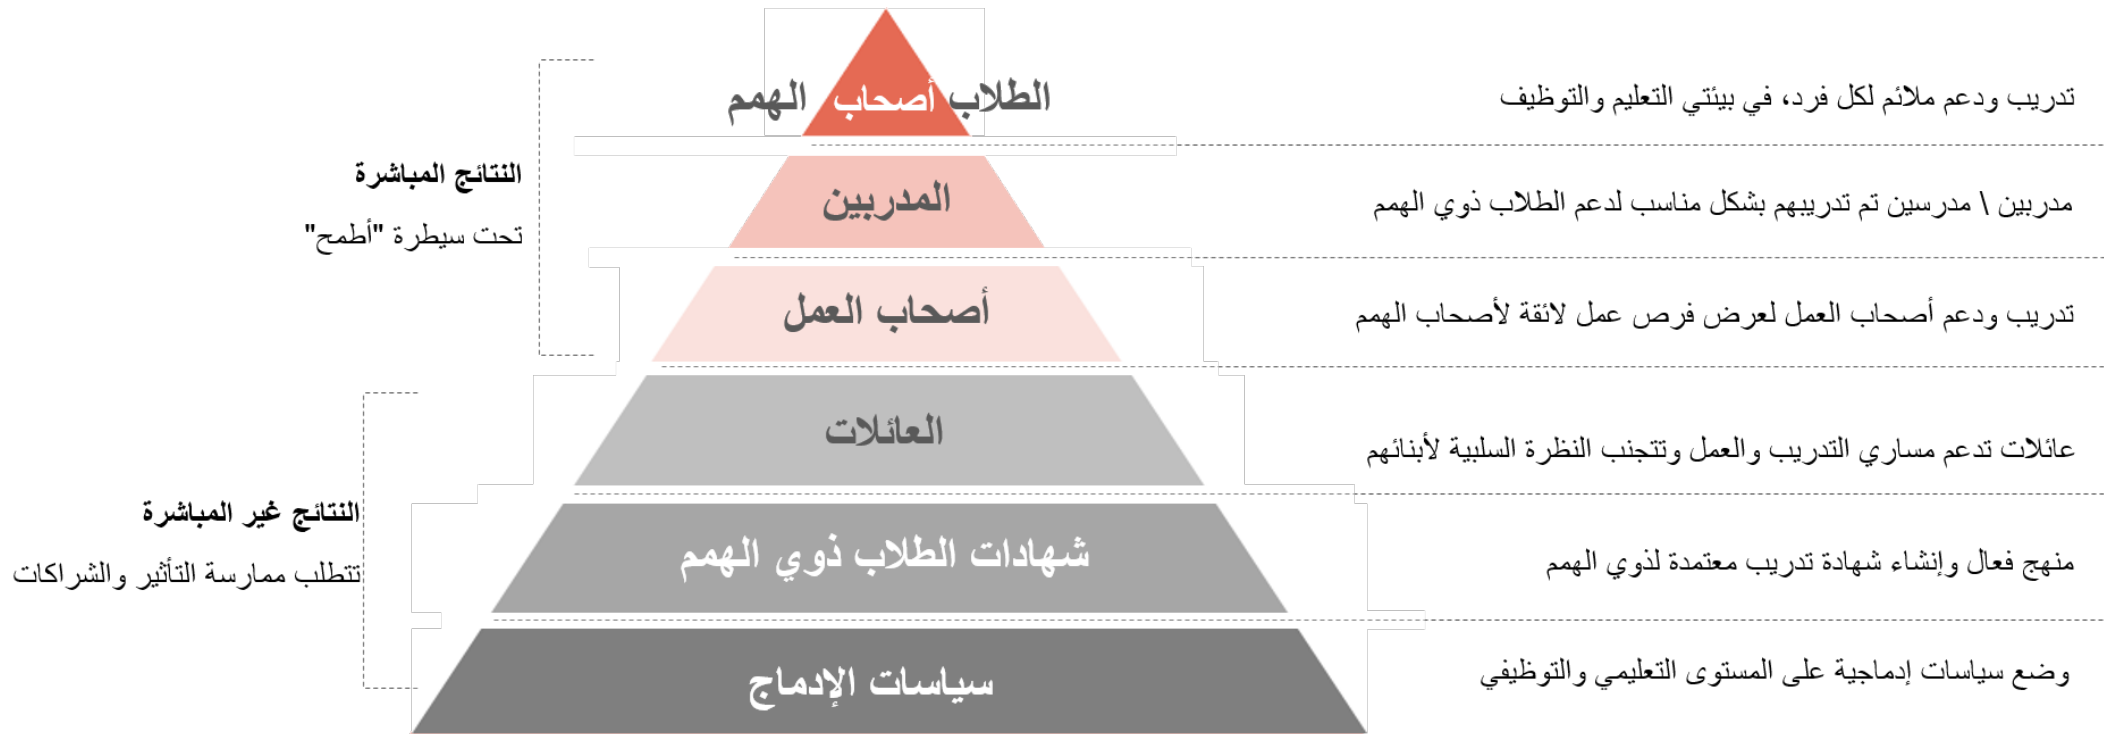 الطلاب أصحاب الهمم
تدريب ودعم ملائم لكل فرد، في بيئتي التعليم والتوظيف
المدربين
مدربين \ مدرسين تم تدريبهم بشكل مناسب لدعم الطلاب ذوي الهمم
أصحاب العمل
تدريب ودعم أصحاب العمل لعرض فرص عمل لائقة لأصحاب الهمم
النتائج المباشرة
تحت سيطرة "أطمح"
العائلات
عائلات تدعم مساري التدريب والعمل وتتجنب النظرة السلبية لأبنائهم
شهادات الطلاب ذوي الهمم
منهج فعال وإنشاء شهادة تدريب معتمدة لذوي الهمم
سياسات الإدماج
وضع سياسات إدماجية على المستوى التعليمي والتوظيفي
النتائج غير المباشرة
تتطلب ممارسة التأثير والشراكات